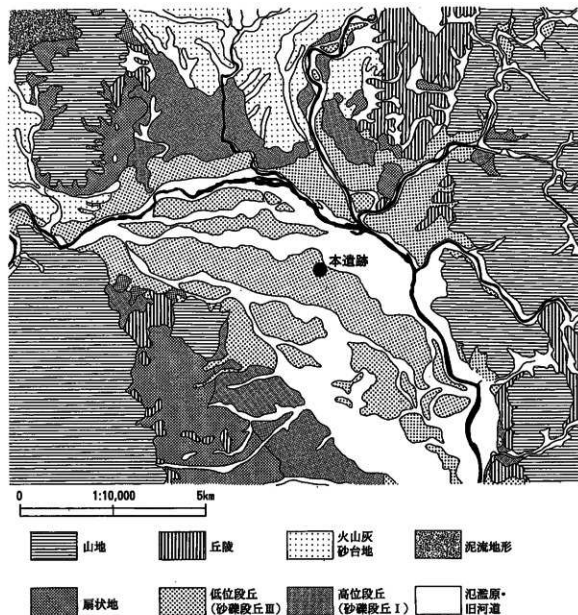 本遺跡
0 1:10,000 5km
山地
丘陵
火山灰
砂台地
泥流地形
扇状地
低位段丘
(砂礫段丘Ⅲ)
高位段丘
(砂礫段丘Ⅰ)
氾濫原・
旧河道